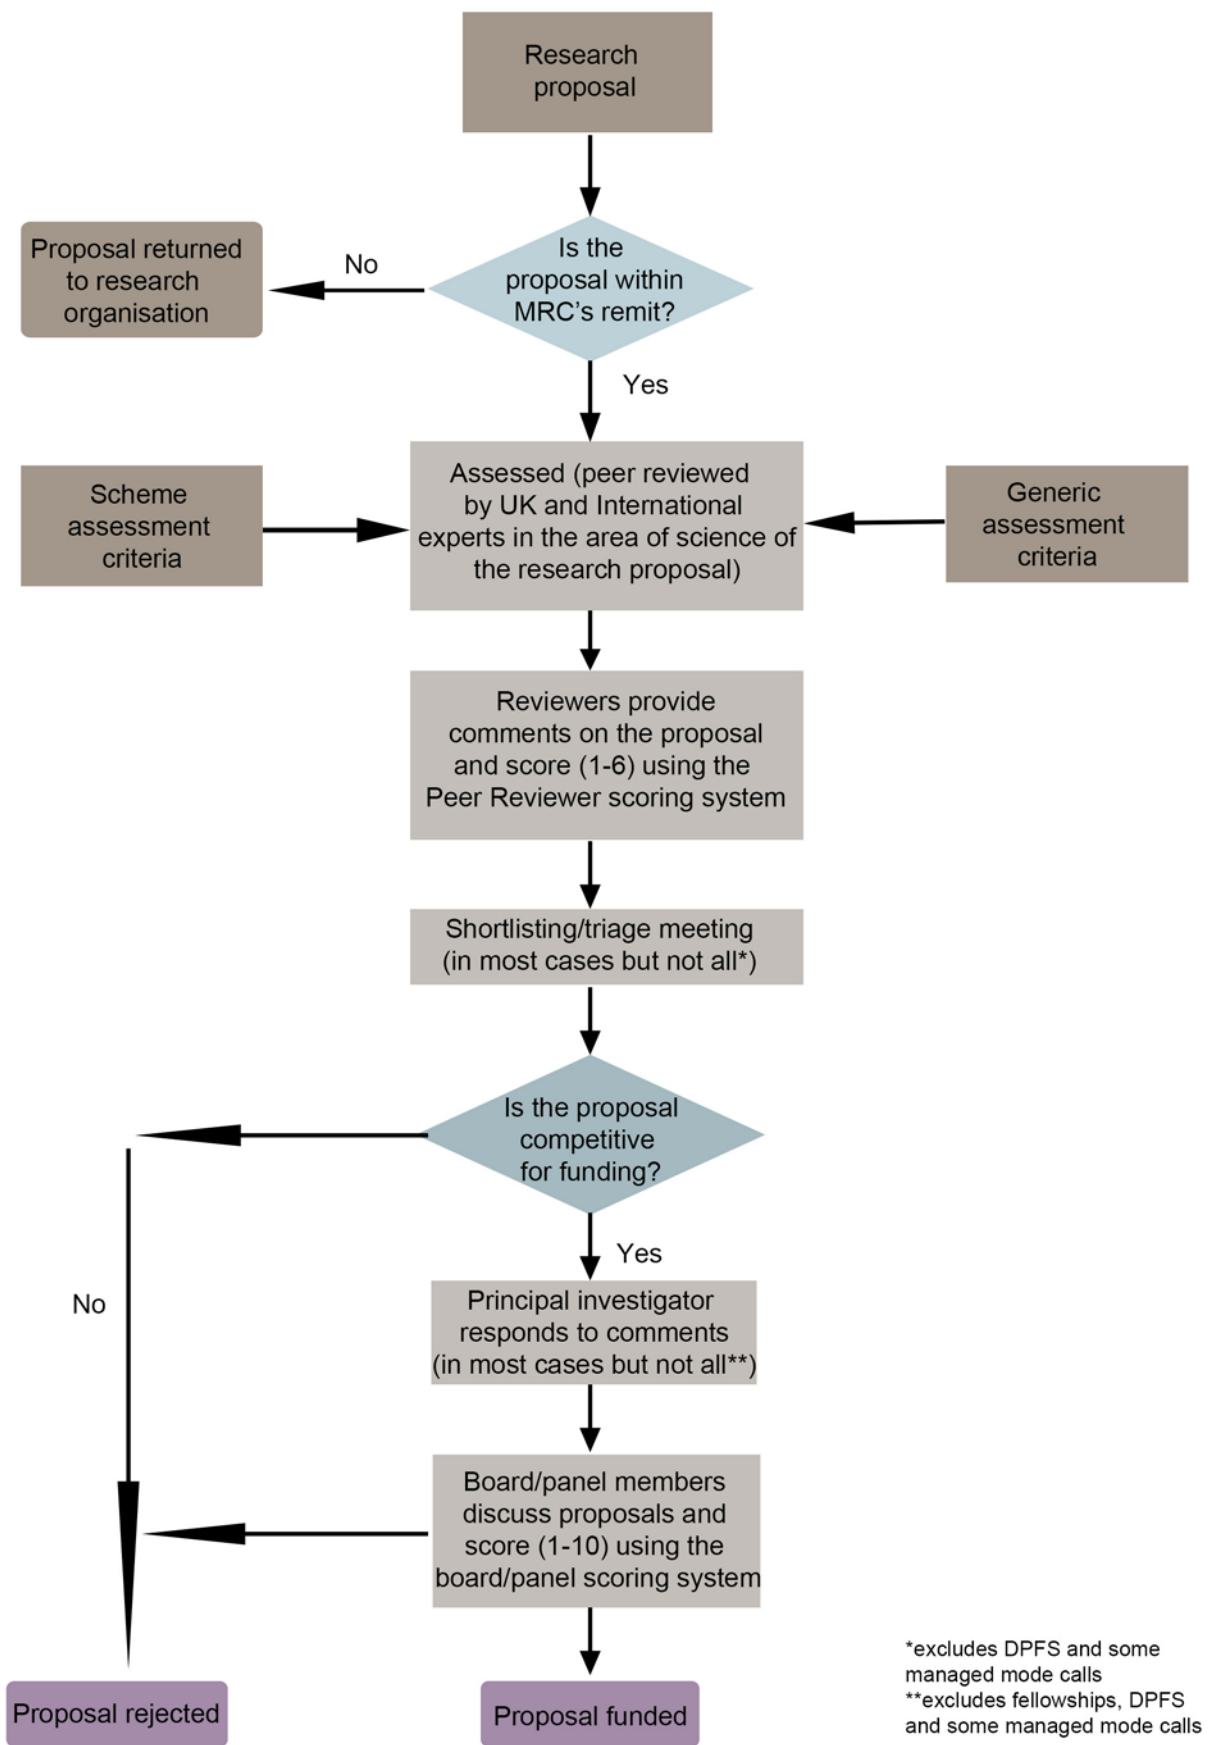 Research
proposal
Is the
proposal within
MRC's remit?
No
Proposal returned
to research
organisation
Yes
Scheme
assessment
criteria
Assessed (peer reviewed
by UK and International
experts in the area of science of
the research proposal)
Generic
assessment
criteria
Reviewers provide
comments on the proposal
and score (1-6) using the
Peer Reviewer scoring system
Shortlisting/triage meeting
(in most cases but not all*)
Is the proposal
competitive
for funding?
Yes
No
Principal investigator
responds to comments
(in most cases but not all**)
Board/panel members
discuss proposals and
score (1-10) using the
board/panel scoring system
Proposal rejected
Proposal funded
*excludes DPFS and some
managed mode calls
**excludes fellowships, DPFS
and some managed mode calls